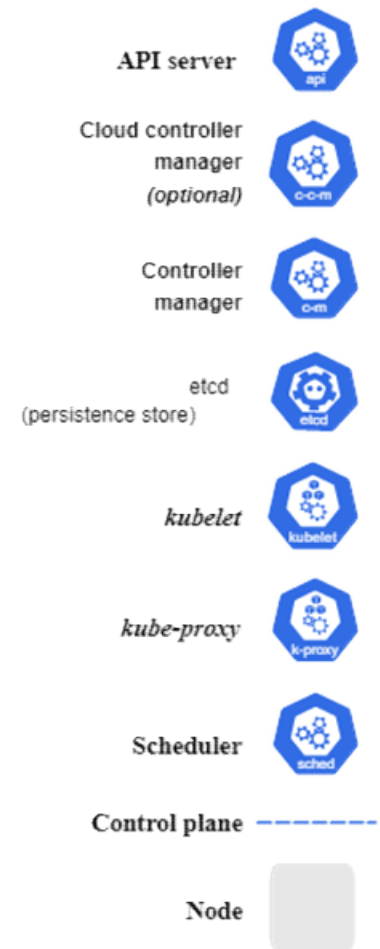 API server
api
Cloud controller
manager
(optional)
c-c-m
Controller
manager
c-m
etcd
(persistence store)
etcd
kubelet
kubelet
kube-proxy
k-proxy
Scheduler
sched
Control plane
Node